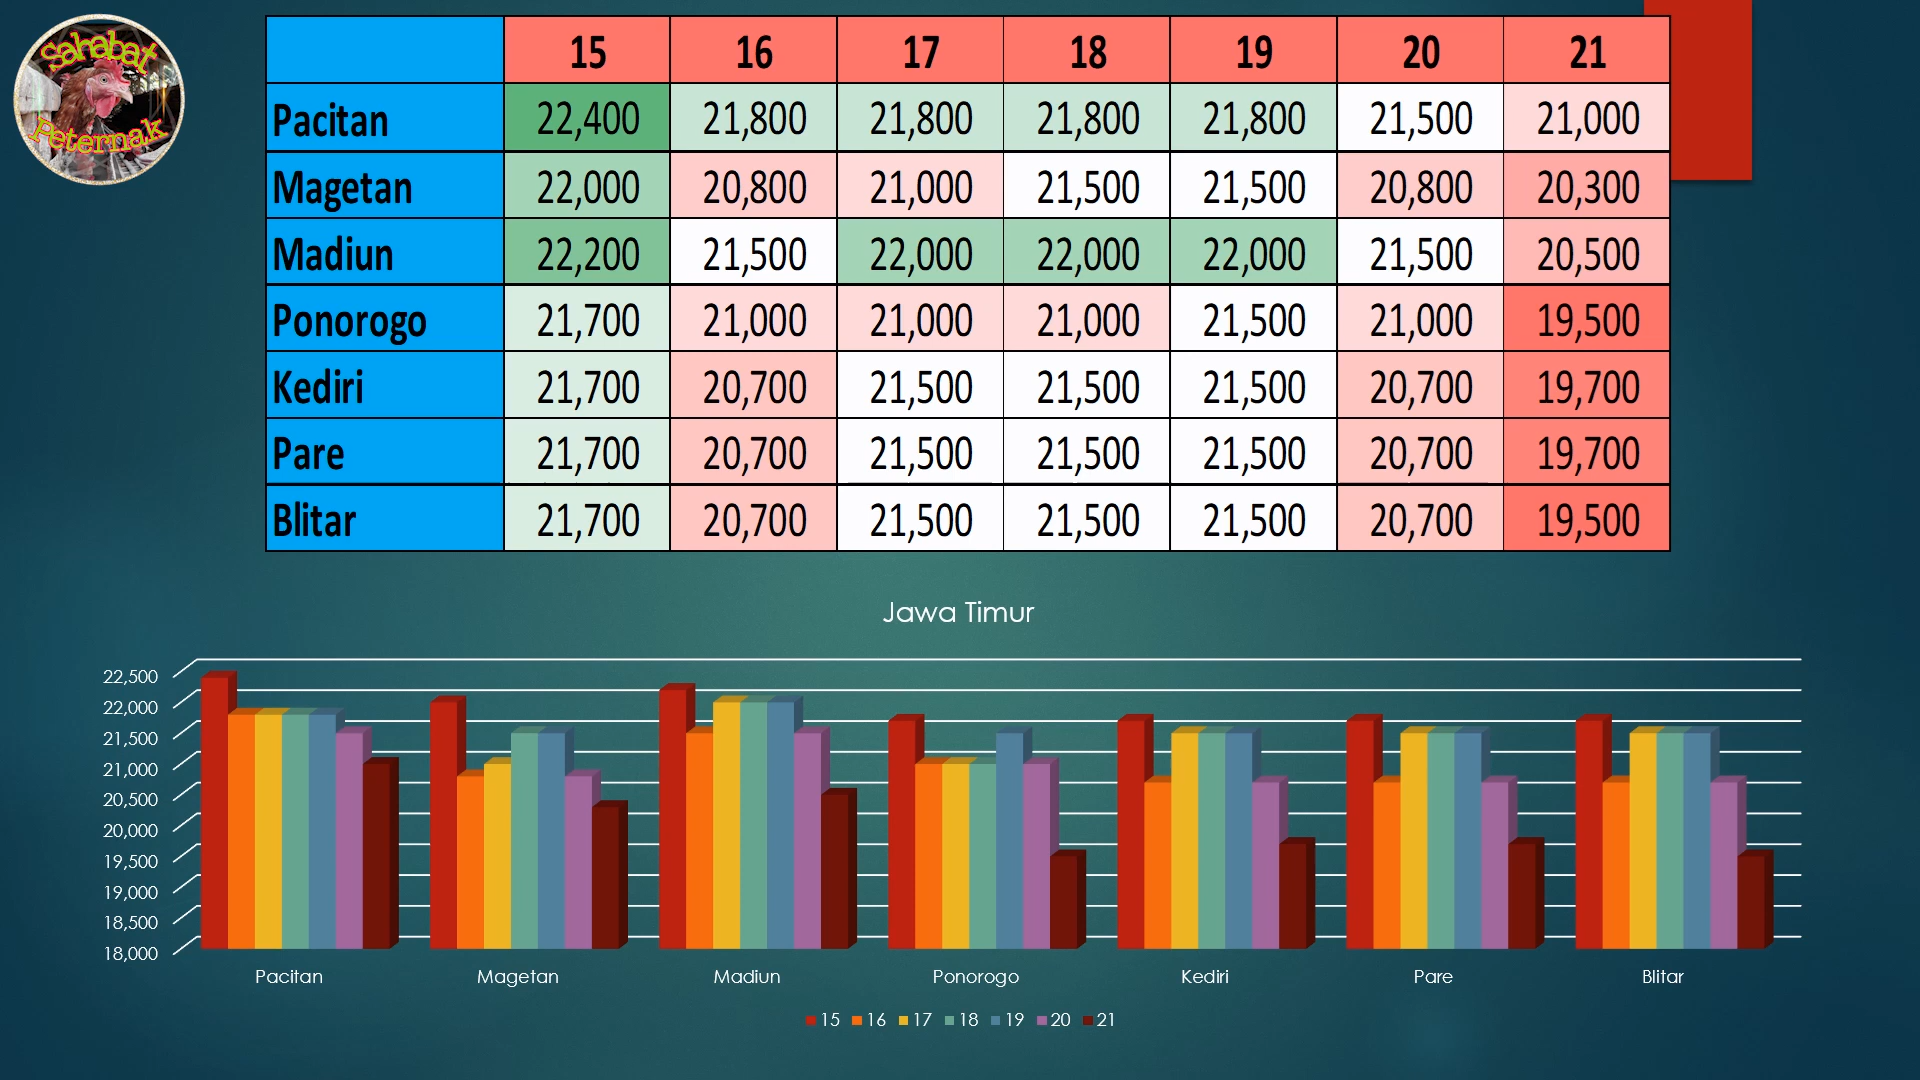 Sahabat
Peternak
15 16 17 18 19 20 21
Pacitan 22,400 21,800 21,800 21,800 21,800 21,500 21,000
Magetan 22,000 20,800 21,000 21,500 21,500 20,800 20,300
Madiun 22,200 21,500 22,000 22,000 22,000 21,500 20,500
Ponorogo 21,700 21,000 21,000 21,000 21,500 21,000 19,500
Kediri 21,700 20,700 21,500 21,500 21,500 20,700 19,700
Pare 21,700 20,700 21,500 21,500 21,500 20,700 19,700
Blitar 21,700 20,700 21,500 21,500 21,500 20,700 19,500
Jawa Timur
22,500
22,000
21,500
21,000
20,500
20,000
19,500
19,000
18,500
18,000
Pacitan Magetan Madiun Ponorogo Kediri Pare Blitar
15 16 17 18 19 20 21